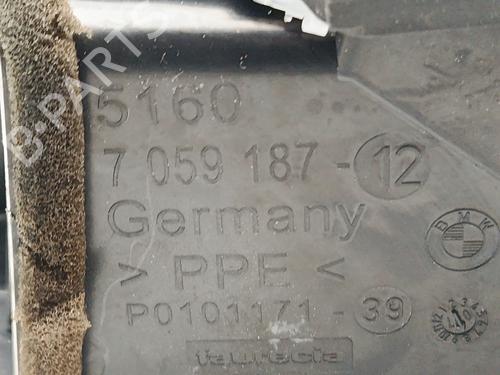 B-PARTS
5160
7 059 187 - 12
Germany
> PPE <
P0101171 - 39
faurecia
BMW